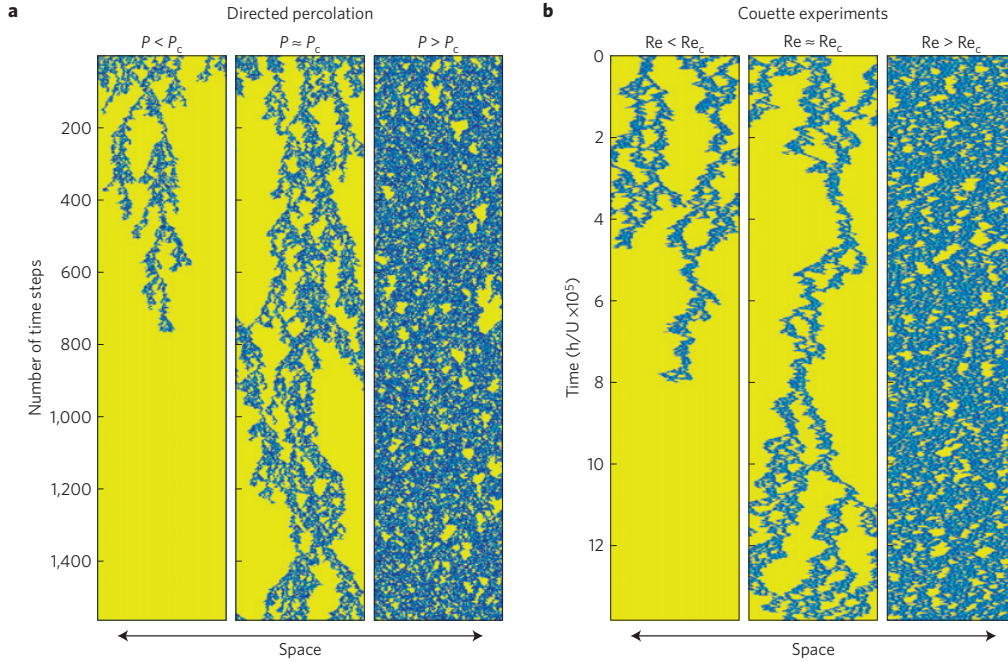 a
Directed percolation
P < Pc
P ≈ Pc
P > Pc
Number of time steps
200
400
600
800
1,000
1,200
1,400
Space
b
Couette experiments
Re < Rec
Re ≈ Rec
Re > Rec
Time (h/U ×10⁵)
0
2
4
6
8
10
12
Space